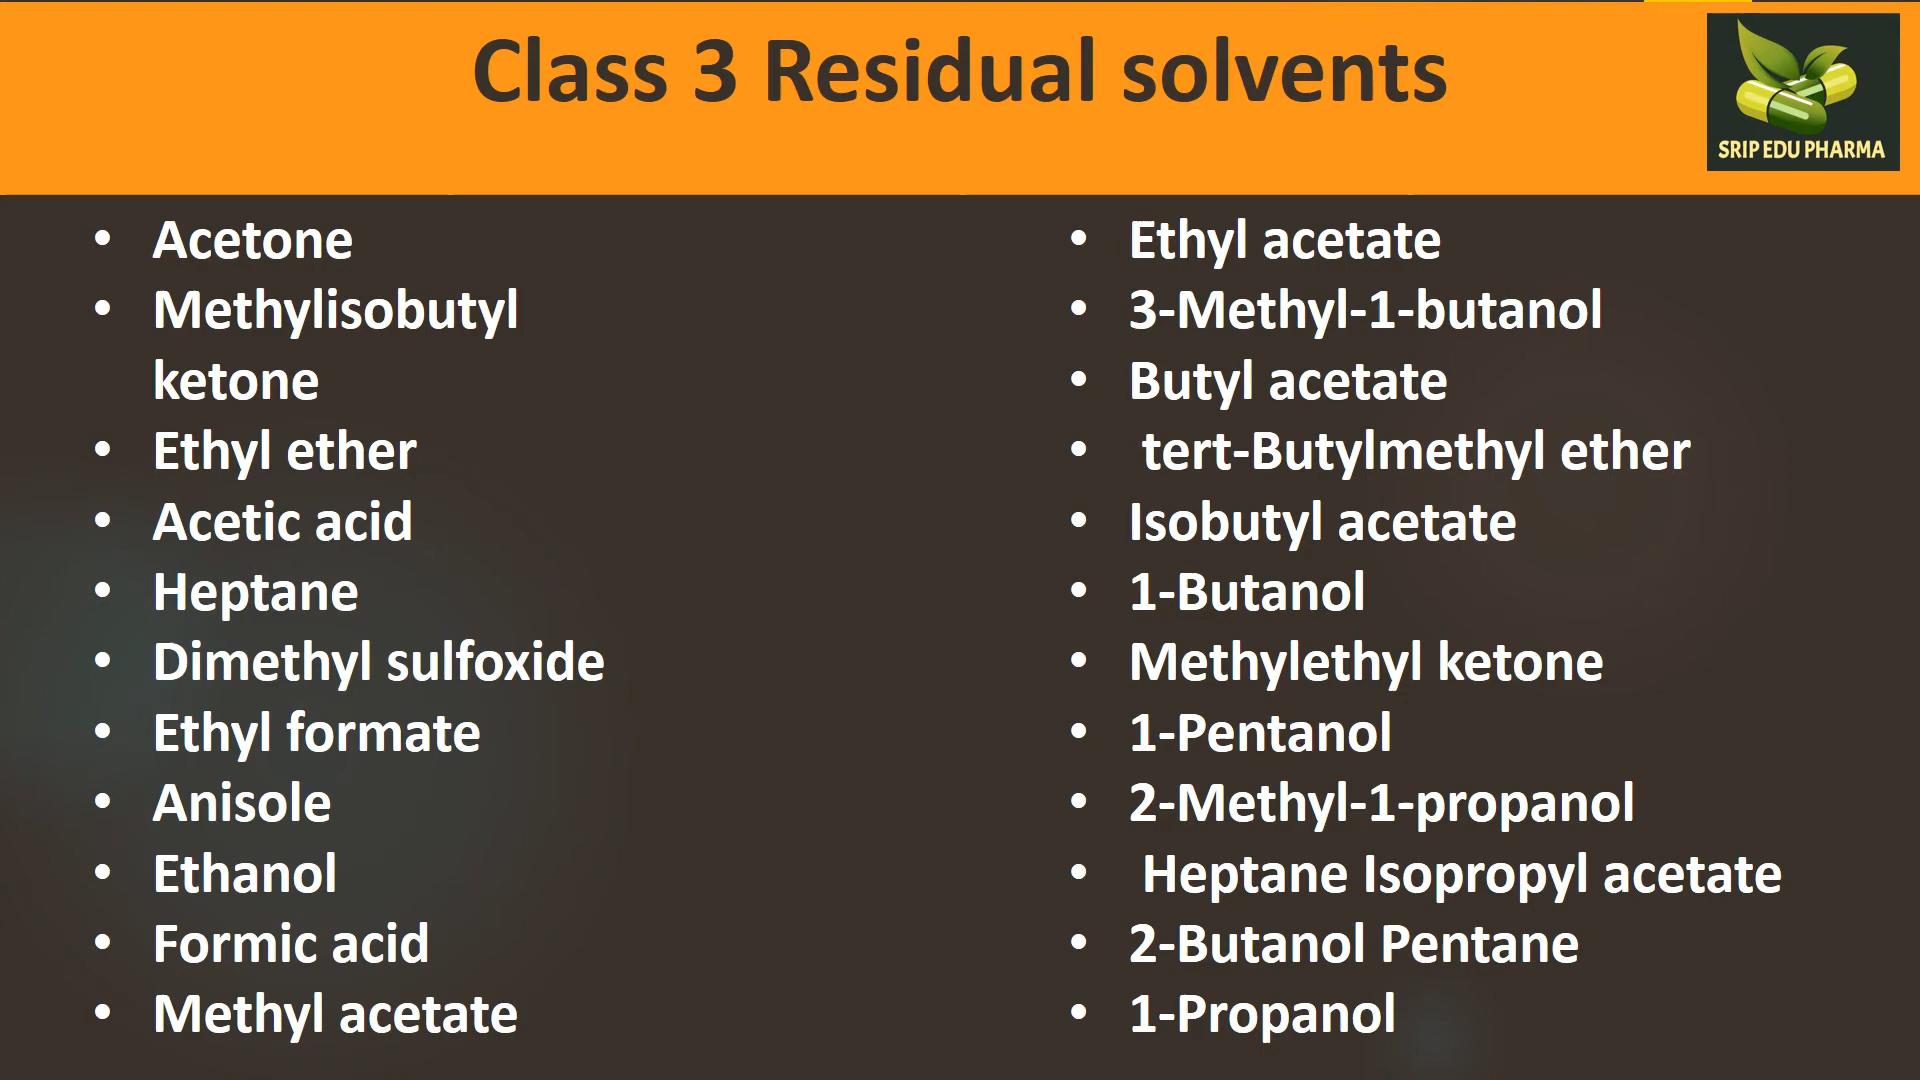 Class 3 Residual solvents
SRIP EDU PHARMA
• Acetone
• Methylisobutyl
ketone
• Ethyl ether
• Acetic acid
• Heptane
• Dimethyl sulfoxide
• Ethyl formate
• Anisole
• Ethanol
• Formic acid
• Methyl acetate
• Ethyl acetate
• 3-Methyl-1-butanol
• Butyl acetate
• tert-Butylmethyl ether
• Isobutyl acetate
• 1-Butanol
• Methylethyl ketone
• 1-Pentanol
• 2-Methyl-1-propanol
• Heptane Isopropyl acetate
• 2-Butanol Pentane
• 1-Propanol